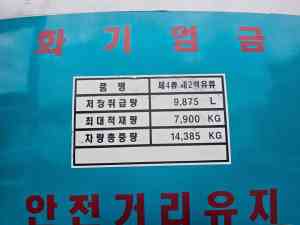 화기엄금
품 명 제4류 제2석유류
저장취급량 9,875 L
최대적재량 7,900 KG
차량총중량 14,385 KG
안전거리유지